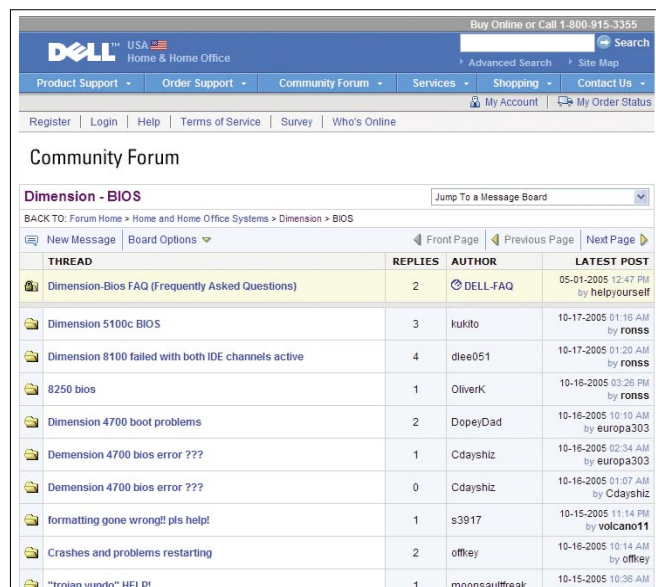 Buy Online or Call 1-800-915-3355
DELL™ USA
Home & Home Office
Search
Advanced Search Site Map
Product Support Order Support Community Forum Services Shopping Contact Us
My Account My Order Status
Register Login Help Terms of Service Survey Who's Online
Community Forum
Dimension - BIOS Jump To a Message Board
BACK TO: Forum Home > Home and Home Office Systems > Dimension > BIOS
New Message Board Options Front Page Previous Page Next Page
THREAD REPLIES AUTHOR LATEST POST
Dimension-Bios FAQ (Frequently Asked Questions) 2 DELL-FAQ 05-01-2005 12:47 PM
by helpyourself
Dimension 5100c BIOS 3 kukito 10-17-2005 01:16 AM
by ronss
Dimension 8100 failed with both IDE channels active 4 dlee051 10-17-2005 01:20 AM
by ronss
8250 bios 1 OliverK 10-16-2005 03:26 PM
by ronss
Dimension 4700 boot problems 2 DopeyDad 10-16-2005 10:10 AM
by europa303
Demension 4700 bios error ??? 1 Cdayshiz 10-16-2005 02:34 AM
by europa303
Demension 4700 bios error ??? 0 Cdayshiz 10-16-2005 01:07 AM
by Cdayshiz
formatting gone wrong!! pls help! 1 s3917 10-15-2005 11:14 PM
by volcano11
Crashes and problems restarting 2 offkey 10-16-2005 10:14 AM
by offkey
"trojan vundo" HELP! 1 moonsaultfreak 10-15-2005 10:36 AM